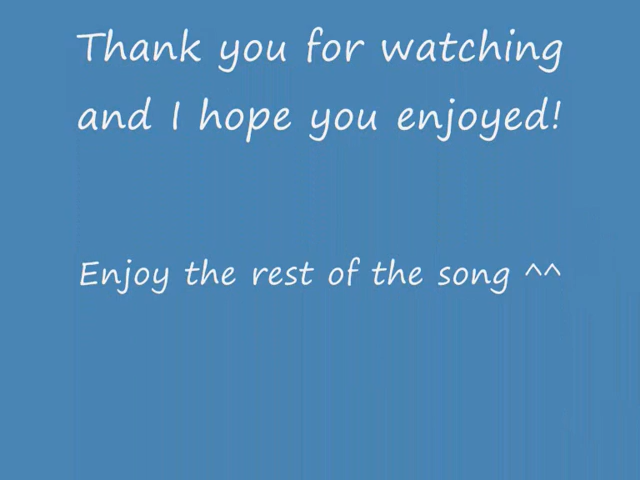 Thank you for watching
and I hope you enjoyed!
Enjoy the rest of the song ^^